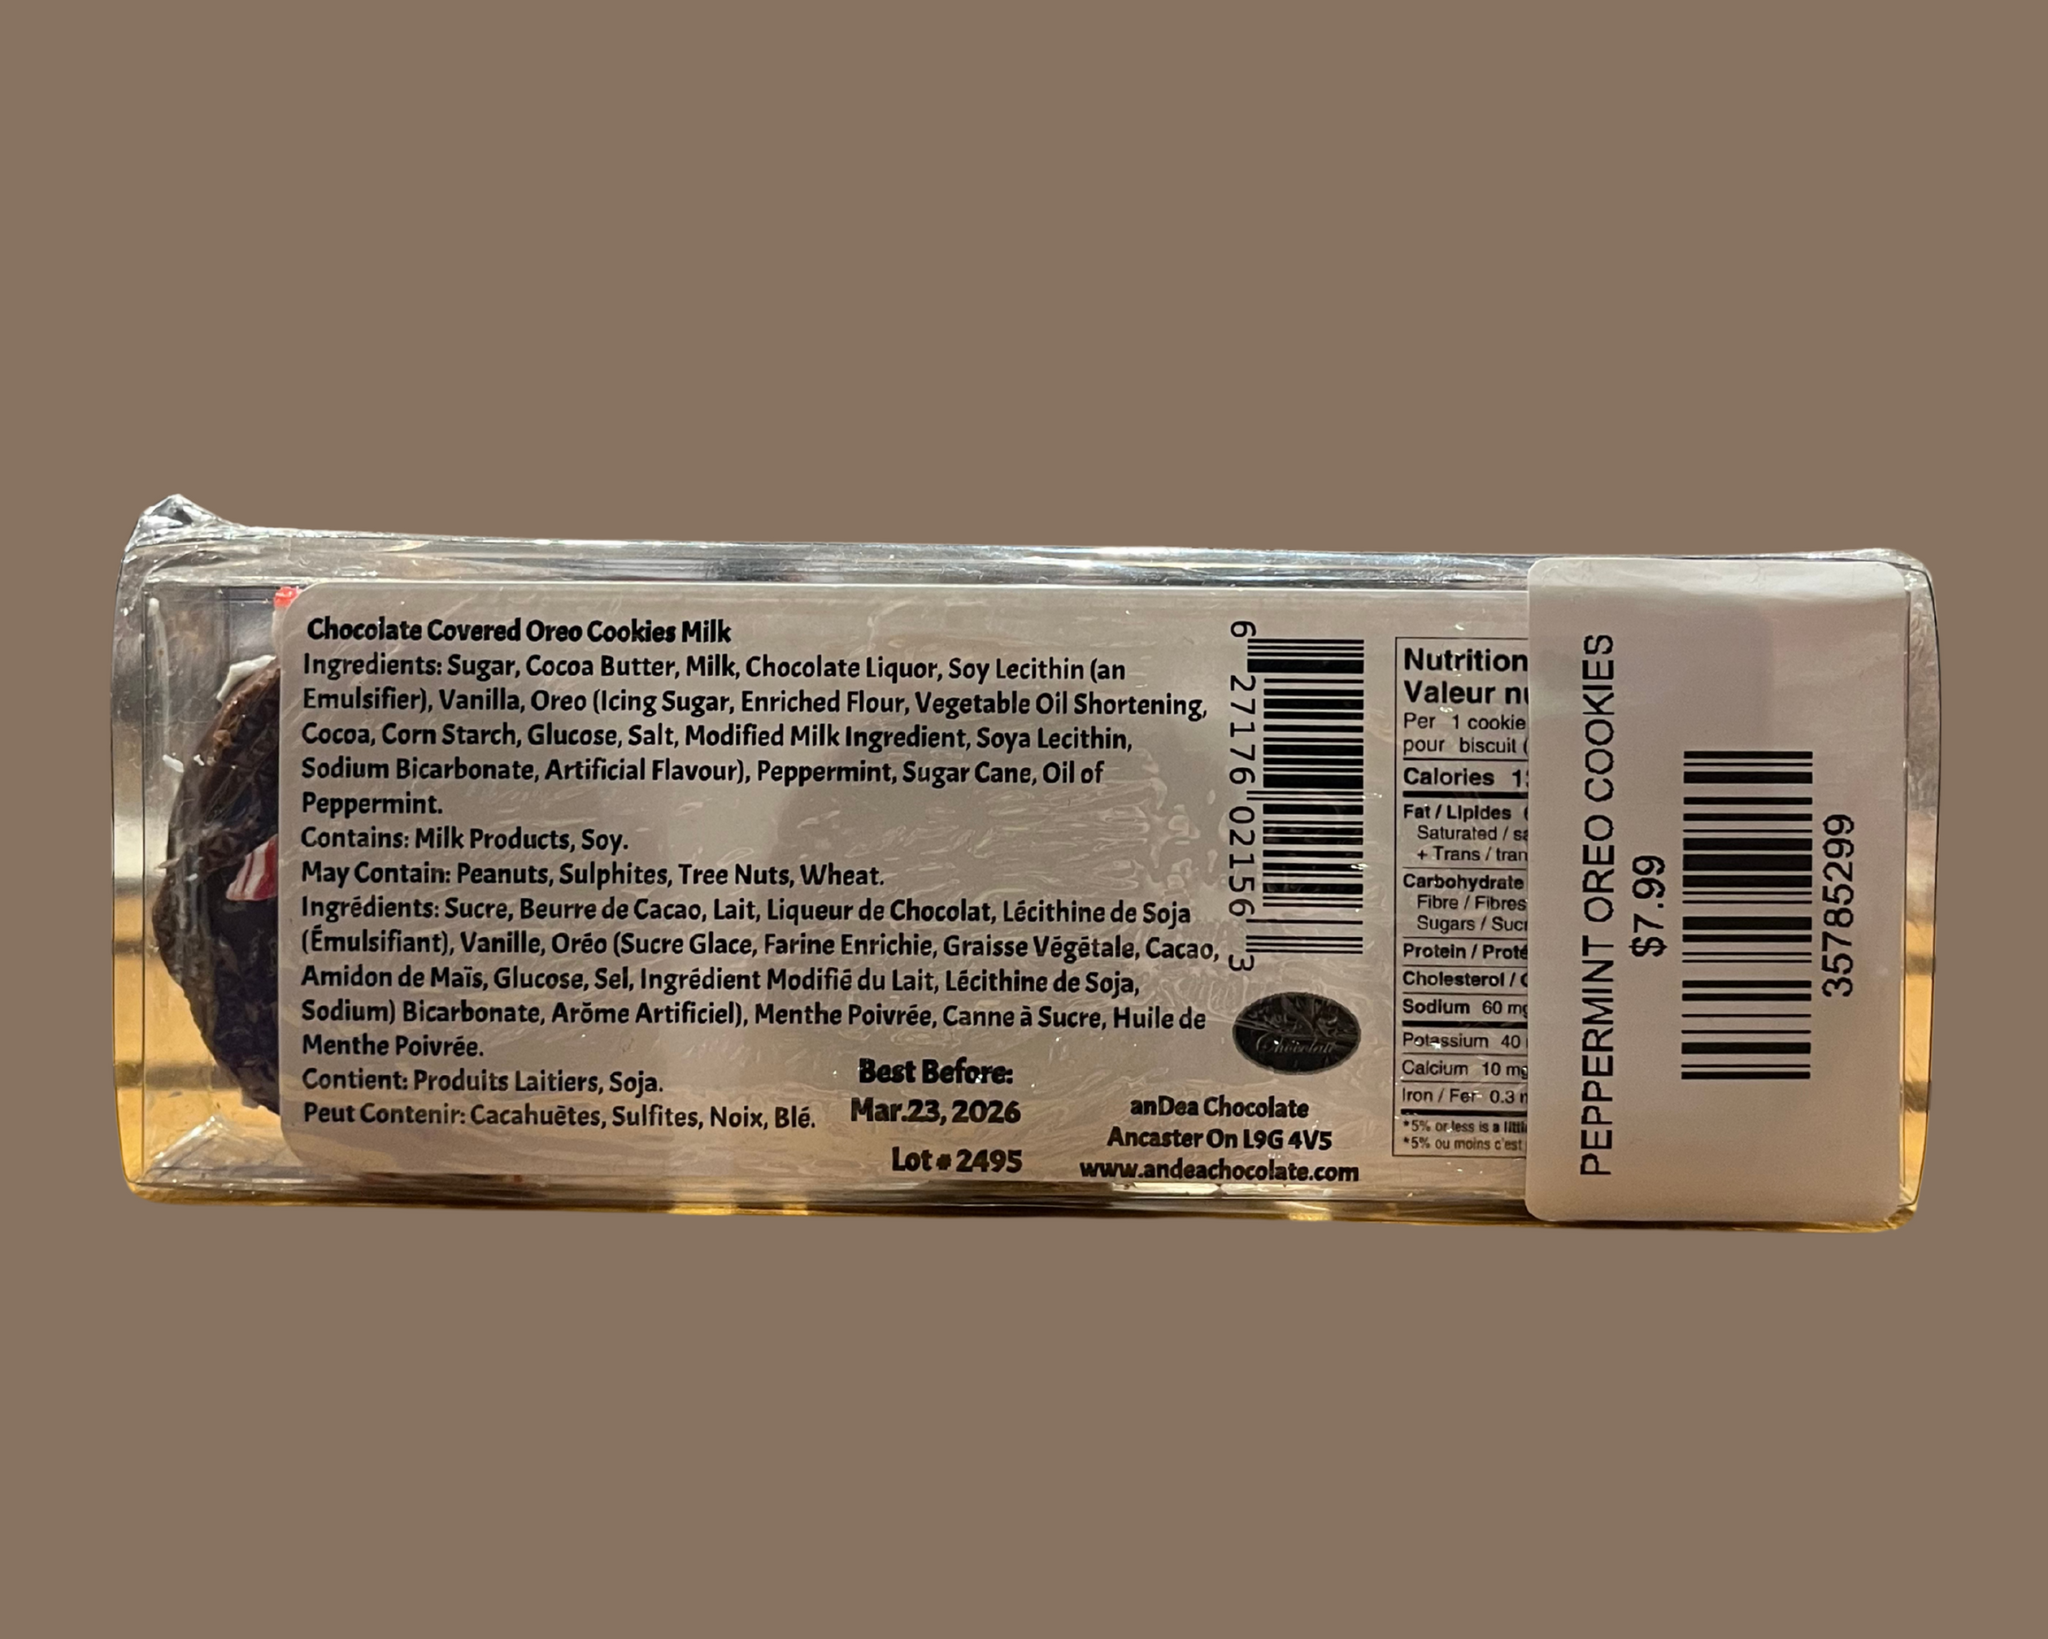 Chocolate Covered Oreo Cookies Milk
Ingredients: Sugar, Cocoa Butter, Milk, Chocolate Liquor, Soy Lecithin (an
Emulsifier), Vanilla, Oreo (Icing Sugar, Enriched Flour, Vegetable Oil Shortening,
Cocoa, Corn Starch, Glucose, Salt, Modified Milk Ingredient, Soya Lecithin,
Sodium Bicarbonate, Artificial Flavour), Peppermint, Sugar Cane, Oil of
Peppermint.
Contains: Milk Products, Soy.
May Contain: Peanuts, Sulphites, Tree Nuts, Wheat.
Ingrédients: Sucre, Beurre de Cacao, Lait, Liqueur de Chocolat, Lécithine de Soja
(Émulsifiant), Vanille, Oréo (Sucre Glace, Farine Enrichie, Graisse Végétale, Cacao,
Amidon de Maïs, Glucose, Sel, Ingrédient Modifié du Lait, Lécithine de Soja,
Sodium) Bicarbonate, Arôme Artificiel), Menthe Poivrée, Canne à Sucre, Huile de
Menthe Poivrée.
Contient: Produits Laitiers, Soja.
Peut Contenir: Cacahuètes, Sulfites, Noix, Blé.
Best Before:
Mar.23, 2026
Lot # 2495
6 27176 02156 3
Chocolat
anDea Chocolate
Ancaster On L9G 4V5
www.andeachocolate.com
Nutrition
Valeur
Per 1 cookie
pour biscuit (
Calories
Fat / Lipides
Saturated /
+ Trans / tran
Carbohydrate
Fibre / Fibres
Sugars / Sucr
Protein / Proté
Cholesterol /
Sodium 60 mg
Potassium 40
Calcium 10 mg
Iron / Fer 0.3
*5% or less is a
*5% ou moins c'est
PEPPERMINT OREO COOKIES
$7.99
35785299